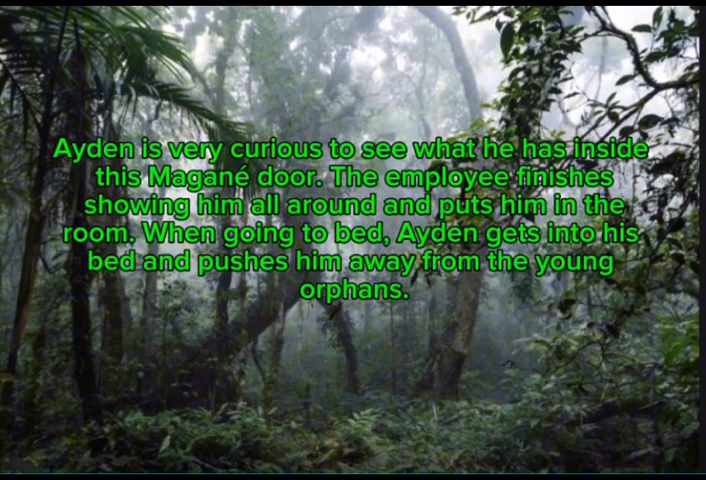 Ayden is very curious to see what he has inside
this Magané door. The employee finishes
showing him all around and puts him in the
room. When going to bed, Ayden gets into his
bed and pushes him away from the young
orphans.